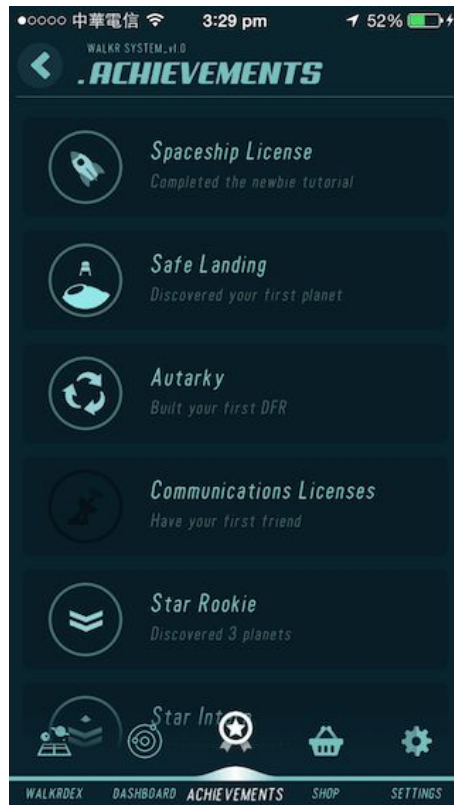 中華電信 3:29 pm 52%
WALKR SYSTEM_v1.0
.ACHIEVEMENTS
Spaceship License
Completed the newbie tutorial
Safe Landing
Discovered your first planet
Autarky
Built your first DFR
Communications Licenses
Have your first friend
Star Rookie
Discovered 3 planets
Star
WALKRDEX DASHBOARD ACHIEVEMENTS SHOP SETTINGS